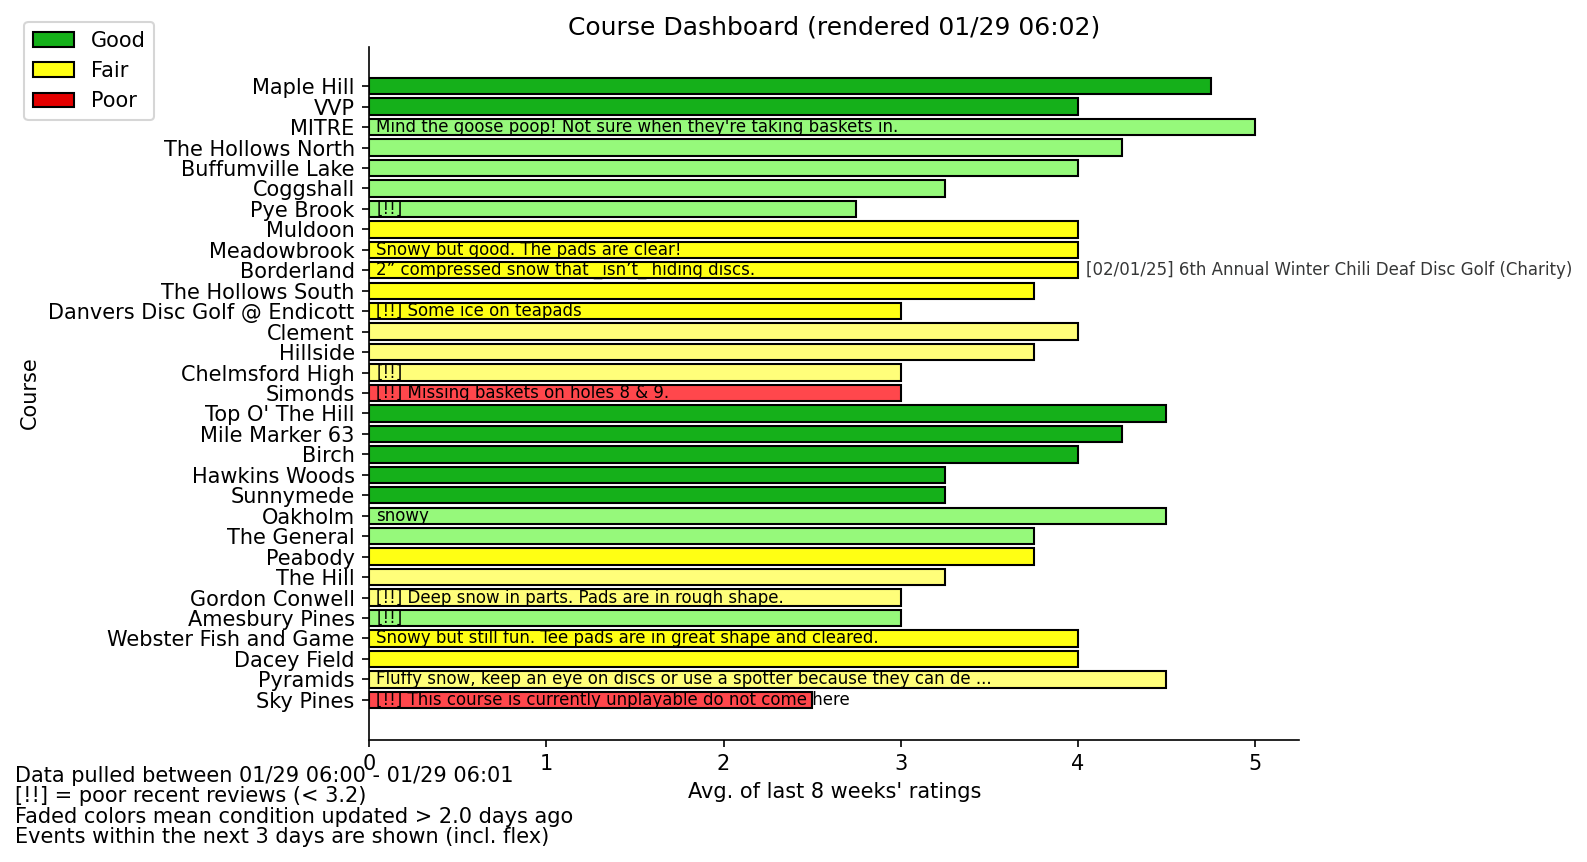 Course Dashboard (rendered 01/29 06:02)
Good
Fair
Poor
Maple Hill
VVP
MITRE Mind the goose poop! Not sure when they're taking baskets in.
The Hollows North
Buffumville Lake
Coggshall
Pye Brook [!!]
Muldoon
Meadowbrook Snowy but good. The pads are clear!
Borderland 2” compressed snow that _isn’t_ hiding discs. [02/01/25] 6th Annual Winter Chili Deaf Disc Golf (Charity)
The Hollows South
Danvers Disc Golf @ Endicott [!!] Some ice on teapads
Clement
Hillside
Chelmsford High [!!]
Simonds [!!] Missing baskets on holes 8 & 9.
Top O' The Hill
Mile Marker 63
Birch
Hawkins Woods
Sunnymede
Oakholm snowy
The General
Peabody
The Hill
Gordon Conwell [!!] Deep snow in parts. Pads are in rough shape.
Amesbury Pines [!!]
Webster Fish and Game Snowy but still fun. Tee pads are in great shape and cleared.
Dacey Field
Pyramids Fluffy snow, keep an eye on discs or use a spotter because they can de ...
Sky Pines [!!] This course is currently unplayable do not come here
Course
0 1 2 3 4 5
Avg. of last 8 weeks' ratings
Data pulled between 01/29 06:00 - 01/29 06:01
[!!] = poor recent reviews (< 3.2)
Faded colors mean condition updated > 2.0 days ago
Events within the next 3 days are shown (incl. flex)